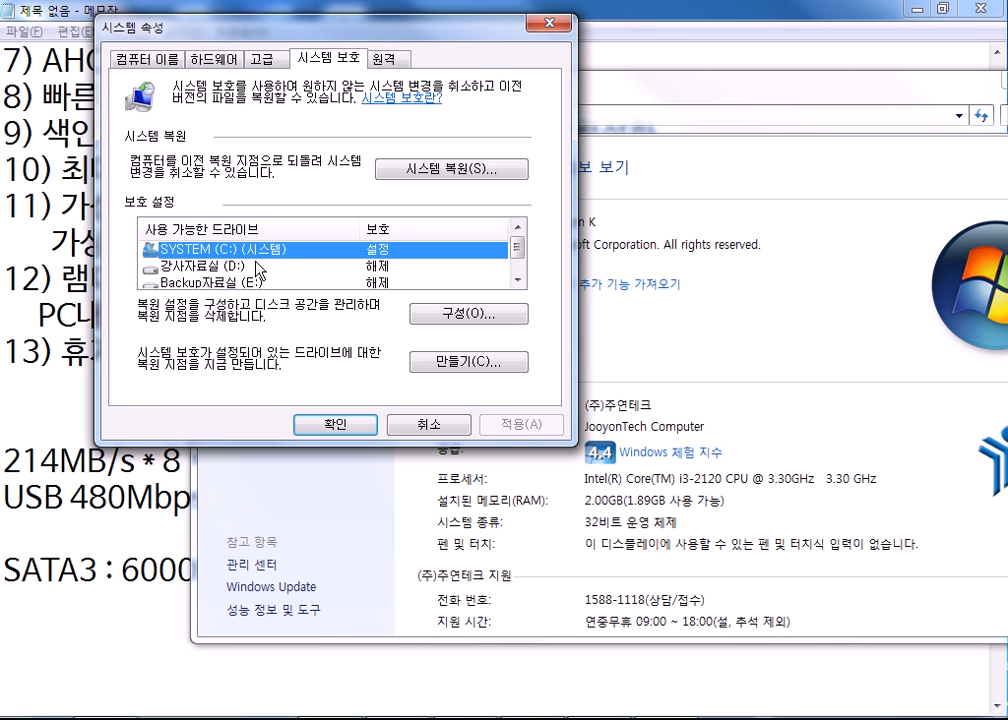 제목 없음 - 메모장
파일(F) 편집(E)
7) AHC
8) 빠른
9) 색인
10) 최
11) 가
가상
12) 램
PC내
13) 휴
214MB/s * 8
USB 480Mbp
SATA3 : 6000
시스템 속성
컴퓨터 이름 하드웨어 고급 시스템 보호 원격
시스템 보호를 사용하여 원하지 않는 시스템 변경을 취소하고 이전
버전의 파일을 복원할 수 있습니다. 시스템 보호란?
시스템 복원
컴퓨터를 이전 복원 지점으로 되돌려 시스템
변경을 취소할 수 있습니다.
시스템 복원(S)...
보호 설정
사용 가능한 드라이브 보호
SYSTEM (C:) (시스템) 설정
강사자료실 (D:) 해제
Backup자료실 (E:) 해제
복원 설정을 구성하고 디스크 공간을 관리하며
복원 지점을 삭제합니다.
구성(O)...
시스템 보호가 설정되어 있는 드라이브에 대한
복원 지점을 지금 만듭니다.
만들기(C)...
확인 취소 적용(A)
보 보기
n K
oft Corporation. All rights reserved.
추가 기능 가져오기
(주)주연테크
JooyonTech Computer
등급:
4.4 Windows 체험 지수
프로세서: Intel(R) Core(TM) i3-2120 CPU @ 3.30GHz 3.30 GHz
설치된 메모리(RAM): 2.00GB(1.89GB 사용 가능)
시스템 종류: 32비트 운영 체제
펜 및 터치: 이 디스플레이에 사용할 수 있는 펜 및 터치식 입력이 없습니다.
(주)주연테크 지원
전화 번호: 1588-1118(상담/접수)
지원 시간: 연중무휴 09:00 ~ 18:00(설, 추석 제외)
참고 항목
관리 센터
Windows Update
성능 정보 및 도구